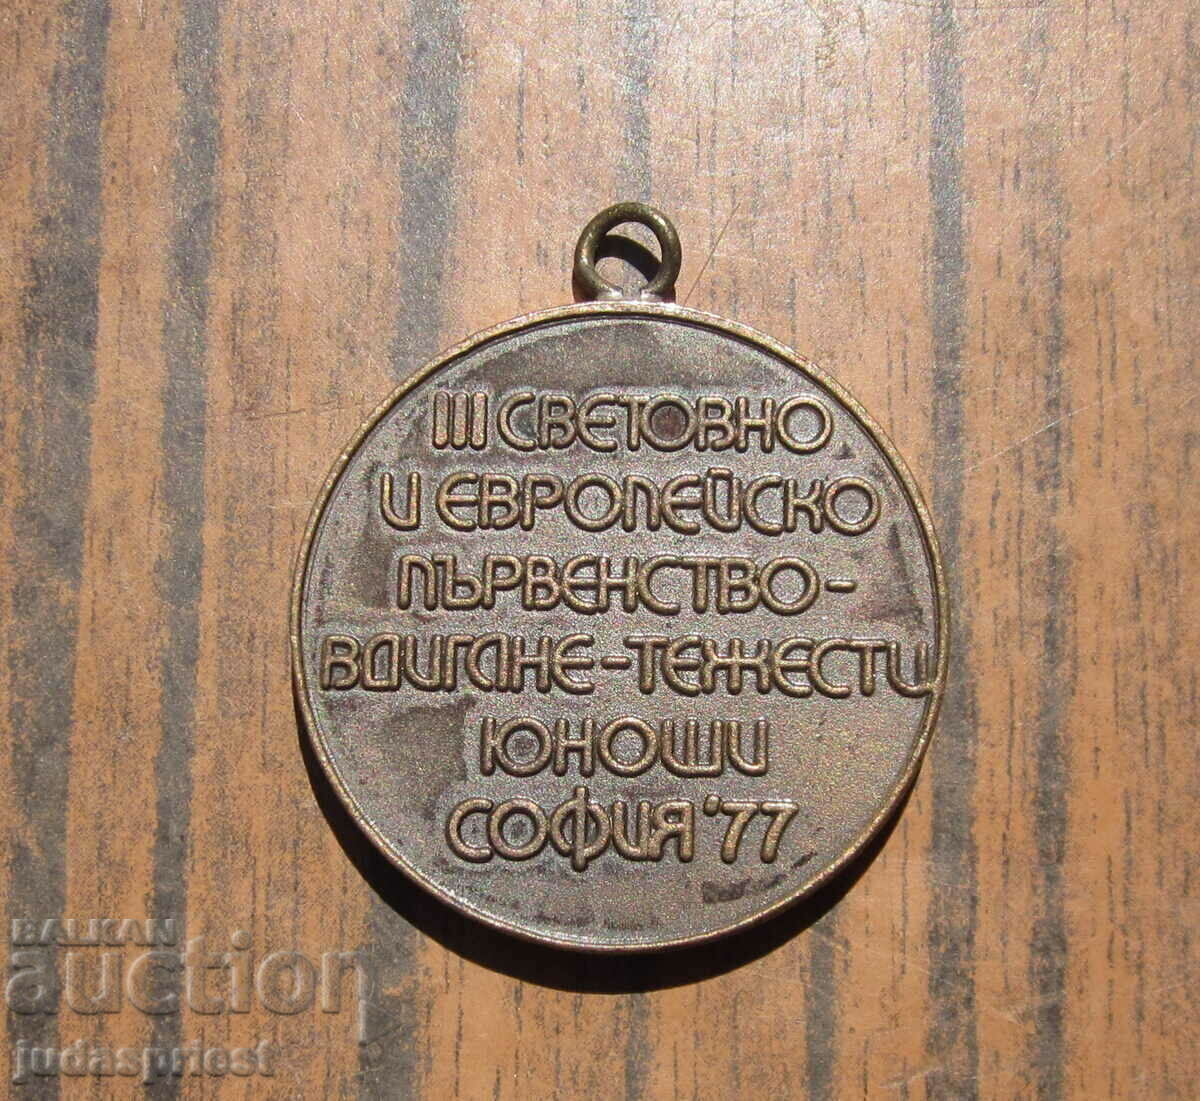 III СВЕТОВНО
И ЕВРОПЕЙСКО
ПЪРВЕНСТВО-
ВДИГАНЕ-ТЕЖЕСТИ
ЮНОШИ
СОФИЯ '77
BALKAN
auction
judaspriest